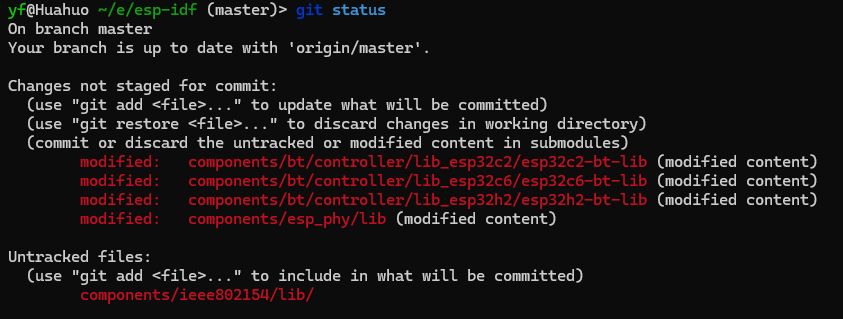 yf@Huahuo ~/e/esp-idf (master)> git status
On branch master
Your branch is up to date with 'origin/master'.
Changes not staged for commit:
(use "git add <file>..." to update what will be committed)
(use "git restore <file>..." to discard changes in working directory)
(commit or discard the untracked or modified content in submodules)
modified: components/bt/controller/lib_esp32c2/esp32c2-bt-lib (modified content)
modified: components/bt/controller/lib_esp32c6/esp32c6-bt-lib (modified content)
modified: components/bt/controller/lib_esp32h2/esp32h2-bt-lib (modified content)
modified: components/esp_phy/lib (modified content)
Untracked files:
(use "git add <file>..." to include in what will be committed)
components/ieee802154/lib/